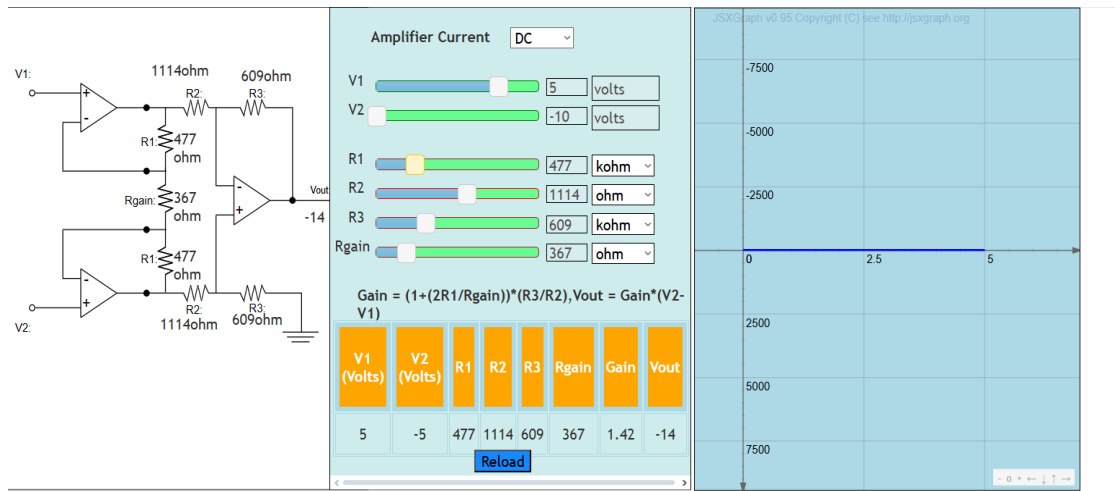 V1:
1114ohm
609ohm
R2:
R3:
R1:
477
ohm
Rgain:
367
ohm
Vout
-14
R1:
477
ohm
R2:
R3:
1114ohm
609ohm
V2:
+
-
-
+
-
+
Amplifier Current DC
V1 5 volts
V2 -10 volts
R1 477 kohm
R2 1114 ohm
R3 609 kohm
Rgain 367 ohm
Gain = (1+(2R1/Rgain))*(R3/R2),Vout = Gain*(V2-
V1)
V1 (Volts) V2 (Volts) R1 R2 R3 Rgain Gain Vout
5 -5 477 1114 609 367 1.42 -14
Reload
JSXGraph v0.95 Copyright (C) see http://jsxgraph.org
-7500
-5000
-2500
0 2.5 5
2500
5000
7500
- o + ← ↓ ↑ →